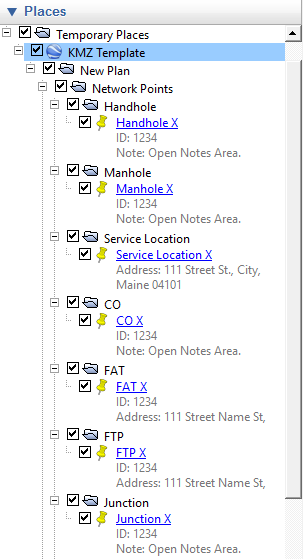 Places
Temporary Places
KMZ Template
New Plan
Network Points
Handhole
Handhole X
ID: 1234
Note: Open Notes Area.
Manhole
Manhole X
ID: 1234
Note: Open Notes Area.
Service Location
Service Location X
Address: 111 Street St., City,
Maine 04101
CO
CO X
ID: 1234
Note: Open Notes Area.
FAT
FAT X
ID: 1234
Address: 111 Street Name St,
FTP
FTP X
ID: 1234
Address: 111 Street Name St,
Junction
Junction X
ID: 1234
Note: Open Notes Area.